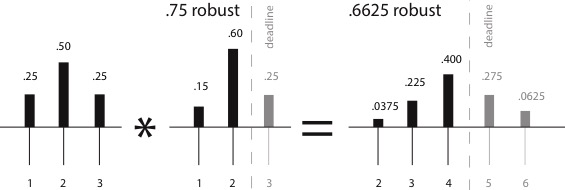 .75 robust
.6625 robust
deadline
deadline
.25
.50
.25
.15
.60
.25
.0375
.225
.400
.275
.0625
*
=
1 2 3
1 2 3
2 3 4 5 6